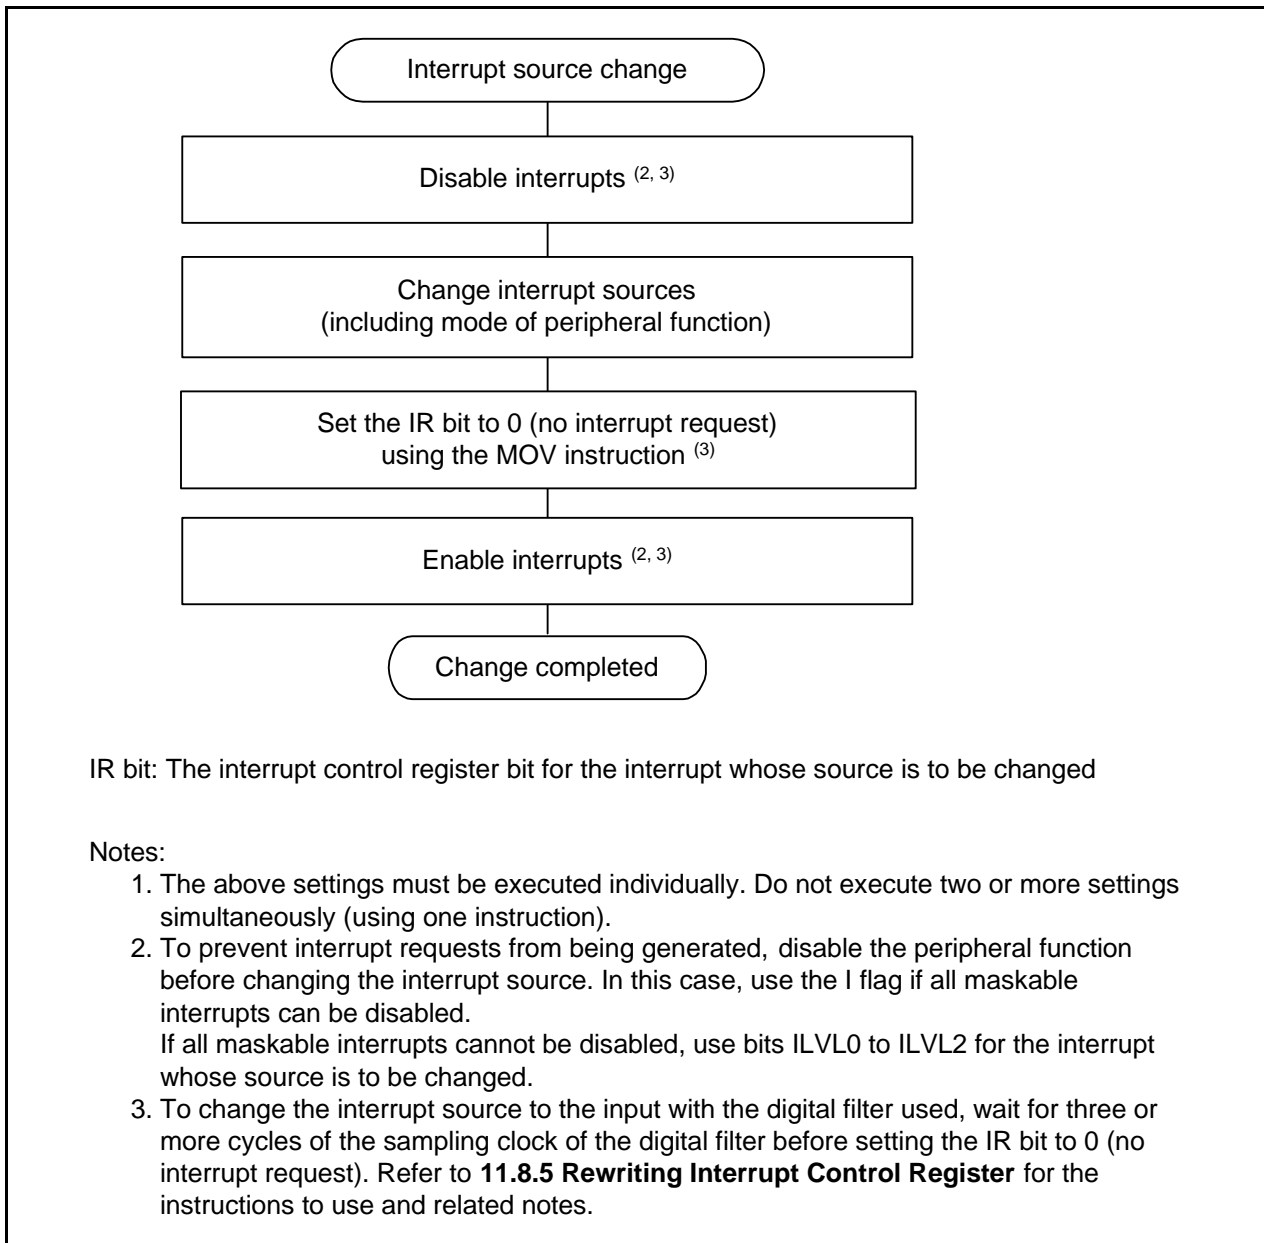 Interrupt source change
Disable interrupts (2, 3)
Change interrupt sources
(including mode of peripheral function)
Set the IR bit to 0 (no interrupt request)
using the MOV instruction (3)
Enable interrupts (2, 3)
Change completed
IR bit: The interrupt control register bit for the interrupt whose source is to be changed
Notes:
1. The above settings must be executed individually. Do not execute two or more settings
simultaneously (using one instruction).
2. To prevent interrupt requests from being generated, disable the peripheral function
before changing the interrupt source. In this case, use the I flag if all maskable
interrupts can be disabled.
If all maskable interrupts cannot be disabled, use bits ILVL0 to ILVL2 for the interrupt
whose source is to be changed.
3. To change the interrupt source to the input with the digital filter used, wait for three or
more cycles of the sampling clock of the digital filter before setting the IR bit to 0 (no
interrupt request). Refer to 11.8.5 Rewriting Interrupt Control Register for the
instructions to use and related notes.